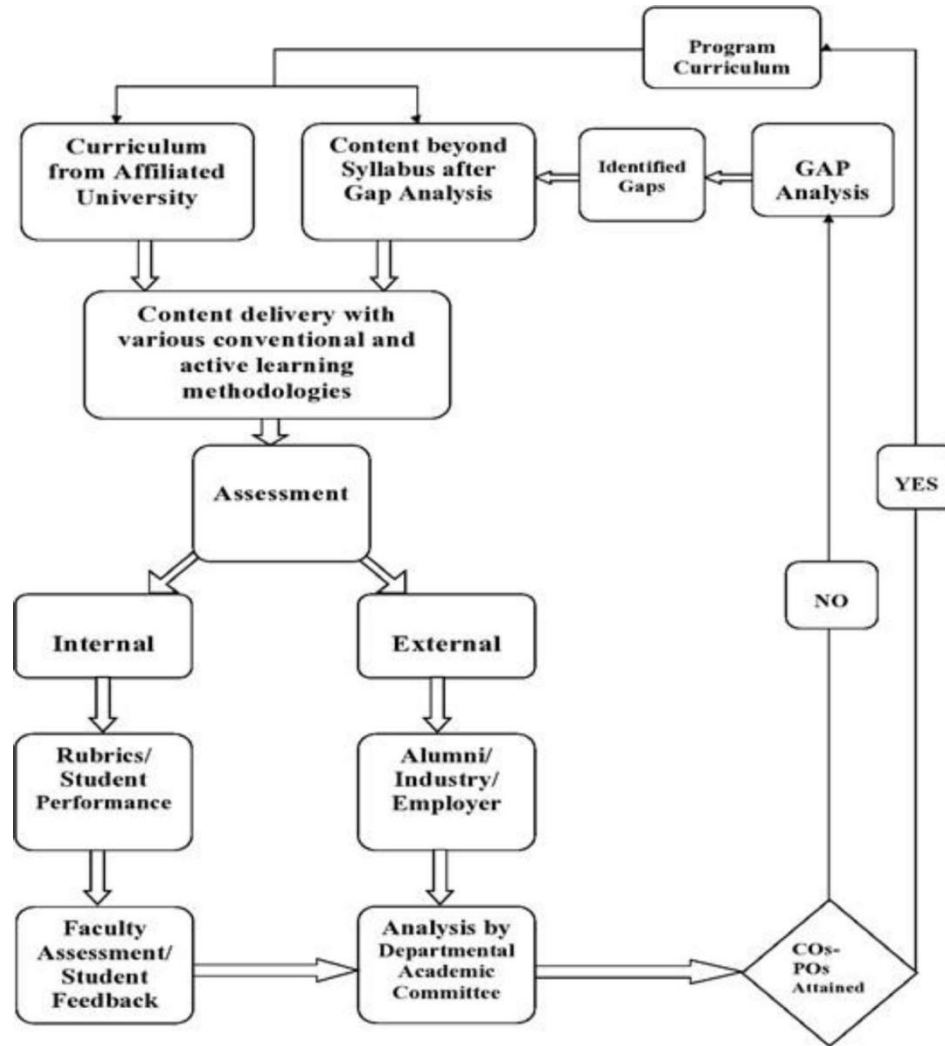 Program
Curriculum
Curriculum
from Affiliated
University
Content beyond
Syllabus after
Gap Analysis
Identified
Gaps
GAP
Analysis
Content delivery with
various conventional and
active learning
methodologies
Assessment
YES
NO
Internal
External
Rubrics/
Student
Performance
Alumni/
Industry/
Employer
Faculty
Assessment/
Student
Feedback
Analysis by
Departmental
Academic
Committee
COs-
POs
Attained